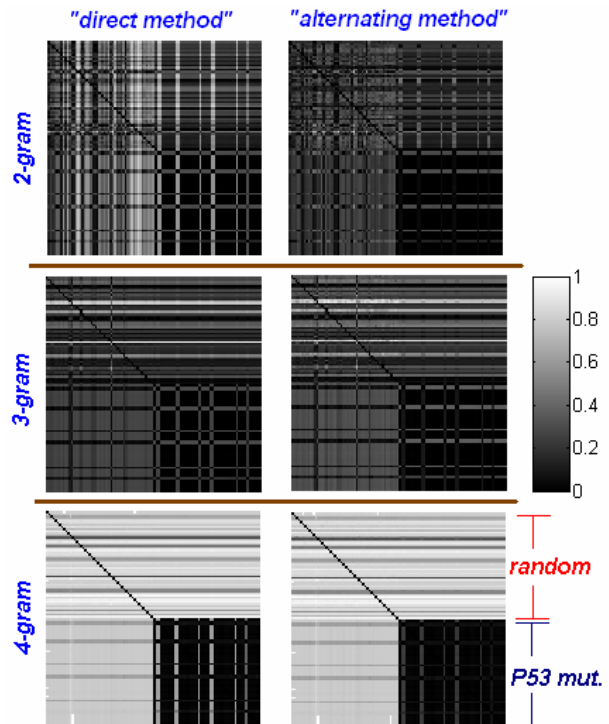 "direct method"
"alternating method"
2-gram
3-gram
1
0.8
0.6
0.4
0.2
0
4-gram
random
P53 mut.